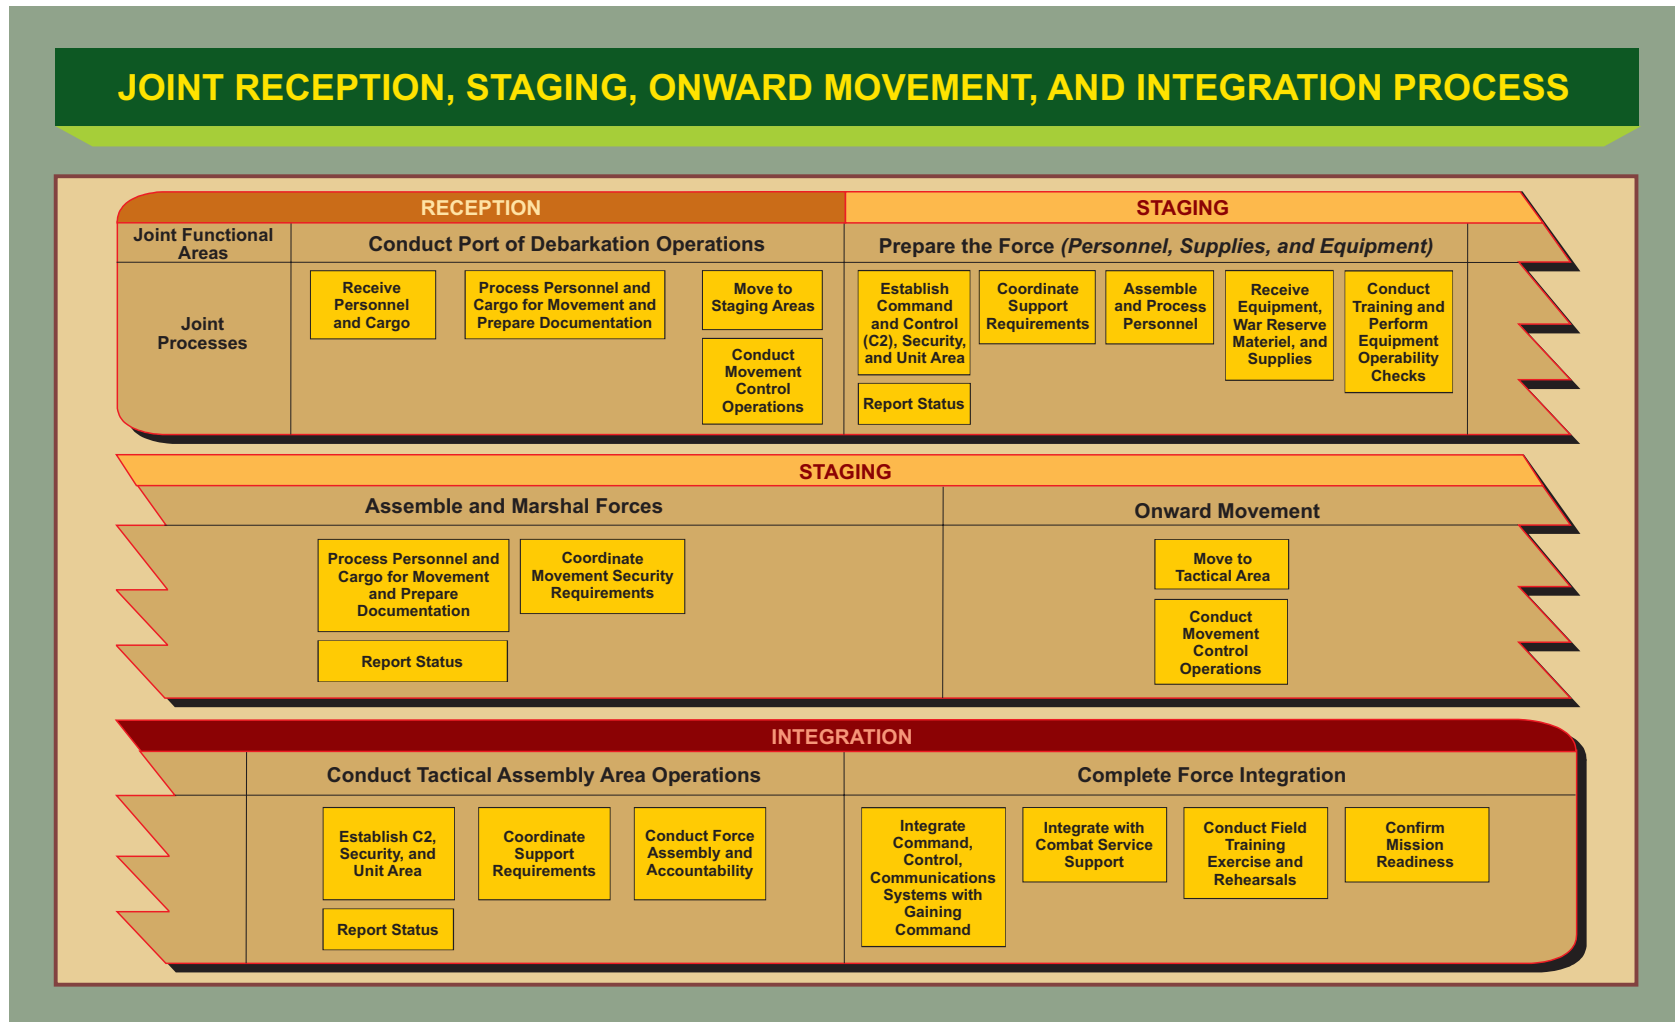 JOINT RECEPTION, STAGING, ONWARD MOVEMENT, AND INTEGRATION PROCESS
RECEPTION
STAGING
Joint Functional
Areas
Conduct Port of Debarkation Operations
Prepare the Force (Personnel, Supplies, and Equipment)
Joint
Processes
Receive
Personnel
and Cargo
Process Personnel and
Cargo for Movement and
Prepare Documentation
Move to
Staging Areas
Conduct
Movement
Control
Operations
Establish
Command
and Control
(C2), Security,
and Unit Area
Report Status
Coordinate
Support
Requirements
Assemble
and Process
Personnel
Receive
Equipment,
War Reserve
Materiel, and
Supplies
Conduct
Training and
Perform
Equipment
Operability
Checks
STAGING
Assemble and Marshal Forces
Onward Movement
Process Personnel and
Cargo for Movement
and Prepare
Documentation
Report Status
Coordinate
Movement Security
Requirements
Move to
Tactical Area
Conduct
Movement
Control
Operations
INTEGRATION
Conduct Tactical Assembly Area Operations
Complete Force Integration
Establish C2,
Security, and
Unit Area
Report Status
Coordinate
Support
Requirements
Conduct Force
Assembly and
Accountability
Integrate
Command,
Control,
Communications
Systems with
Gaining
Command
Integrate with
Combat Service
Support
Conduct Field
Training
Exercise and
Rehearsals
Confirm
Mission
Readiness